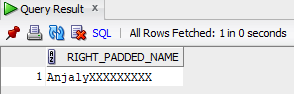 Query Result ×
SQL | All Rows Fetched: 1 in 0 seconds
RIGHT_PADDED_NAME
1 AnjalyXXXXXXXXX